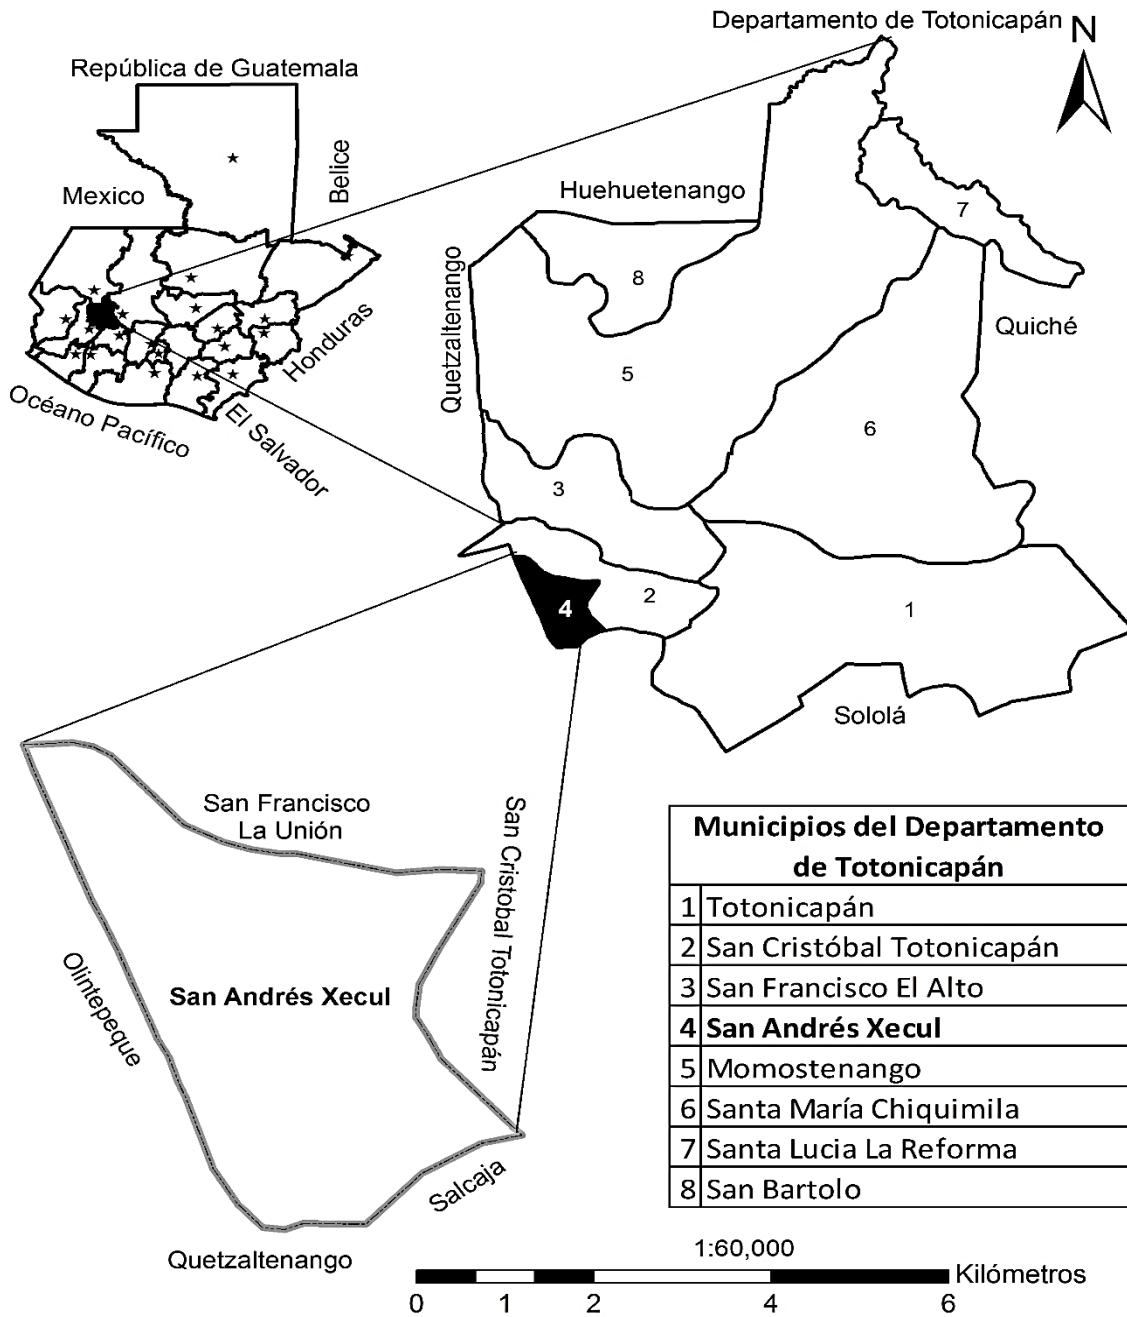 Departamento de Totonicapán
N
República de Guatemala
Belice
Mexico
Huehuetenango
7
8
Quetzaltenango
Quiché
Honduras
5
Océano Pacífico
El Salvador
6
3
2
4
1
Sololá
San Francisco
La Unión
San Cristobal Totonicapán
Olintepeque
San Andrés Xecul
Salcaja
Quetzaltenango
Municipios del Departamento
de Totonicapán
1 Totonicapán
2 San Cristóbal Totonicapán
3 San Francisco El Alto
4 San Andrés Xecul
5 Momostenango
6 Santa María Chiquimila
7 Santa Lucia La Reforma
8 San Bartolo
1:60,000
Kilómetros
0 1 2 4 6